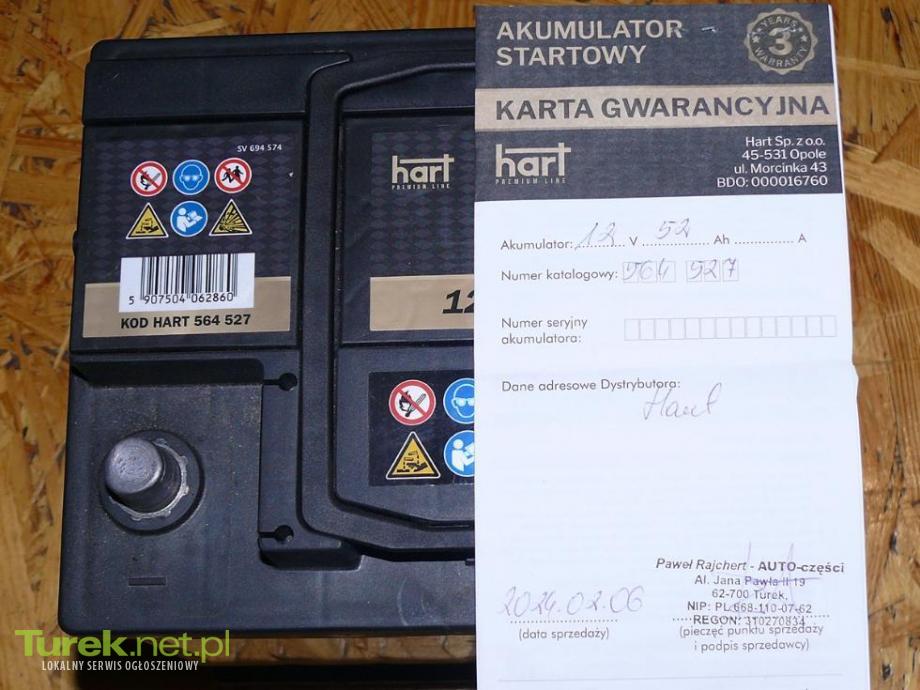 SV 694 574
hart
PREMIUM LINE
5 907504 062860
KOD HART 564 527
hart
PREMIUM LINE
12
AKUMULATOR
STARTOWY
YEARS
3
WARRANTY
KARTA GWARANCYJNA
hart
PREMIUM LINE
Hart Sp. z o.o.
45-531 Opole
ul. Morcinka 43
BDO: 000016760
Akumulator: 12 V 52 Ah ............... A
Numer katalogowy: 564 527
Numer seryjny
akumulatora:
Dane adresowe Dystrybutora:
Paweł Rajchert - AUTO-części
Al. Jana Pawła II 19
62-700 Turek,
NIP: PL 668-110-07-62
REGON: 310270834
2024.02.06
(data sprzedaży)
(pieczęć punktu sprzedaży
i podpis sprzedawcy)
Turek.net.pl
LOKALNY SERWIS OGŁOSZENIOWY